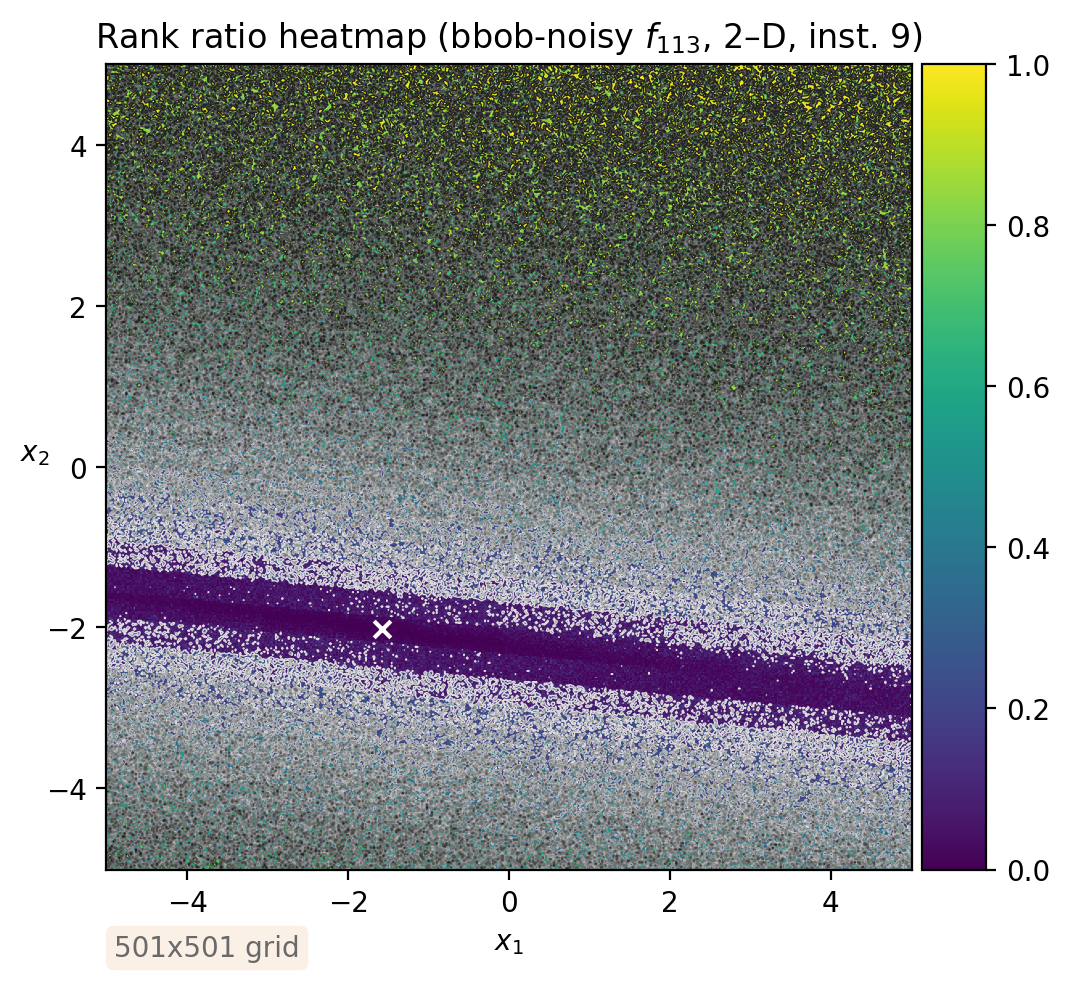 Rank ratio heatmap (bbob-noisy f113, 2–D, inst. 9)
1.0
0.8
0.6
0.4
0.2
0.0
4
2
0
−2
−4
x2
−4 −2 0 2 4
x1
501x501 grid